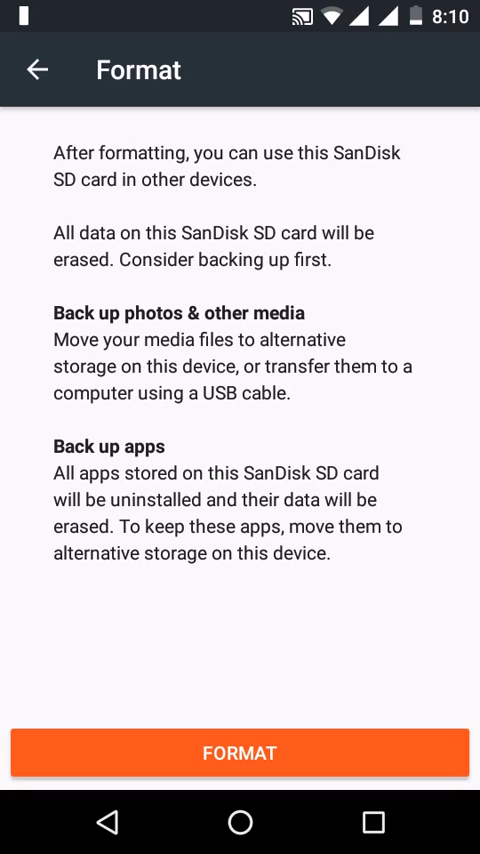 8:10
Format
After formatting, you can use this SanDisk
SD card in other devices.
All data on this SanDisk SD card will be
erased. Consider backing up first.
Back up photos & other media
Move your media files to alternative
storage on this device, or transfer them to a
computer using a USB cable.
Back up apps
All apps stored on this SanDisk SD card
will be uninstalled and their data will be
erased. To keep these apps, move them to
alternative storage on this device.
FORMAT